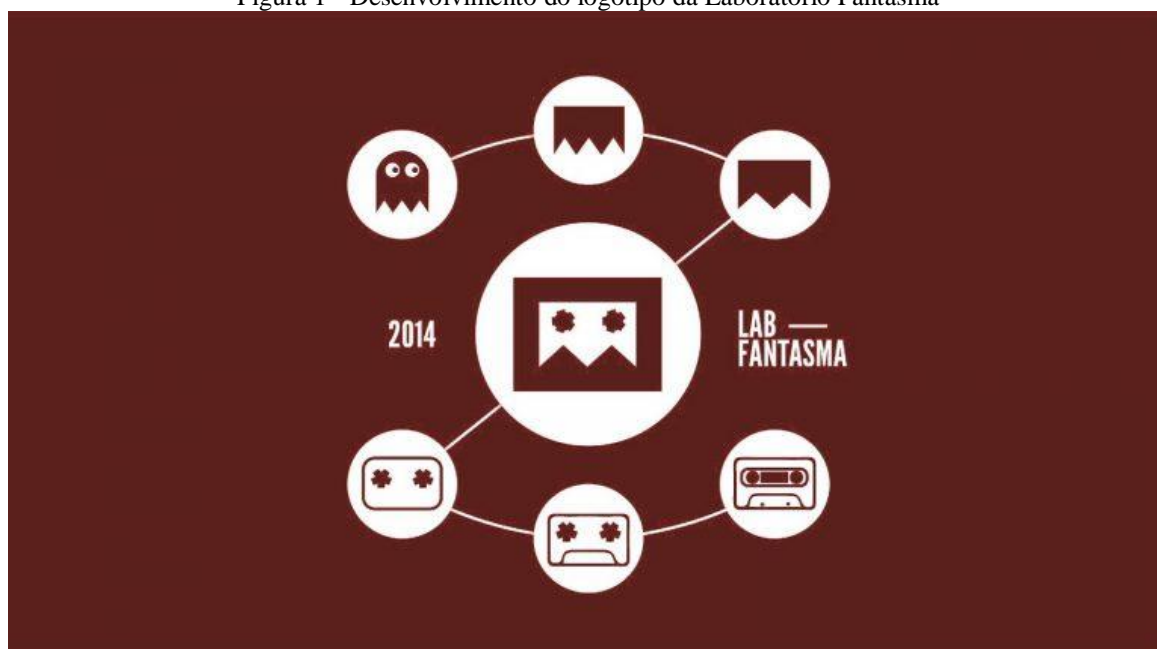 Figura 1 – Desenvolvimento do logotipo da Laboratório Fantasma
2014
LAB —
FANTASMA